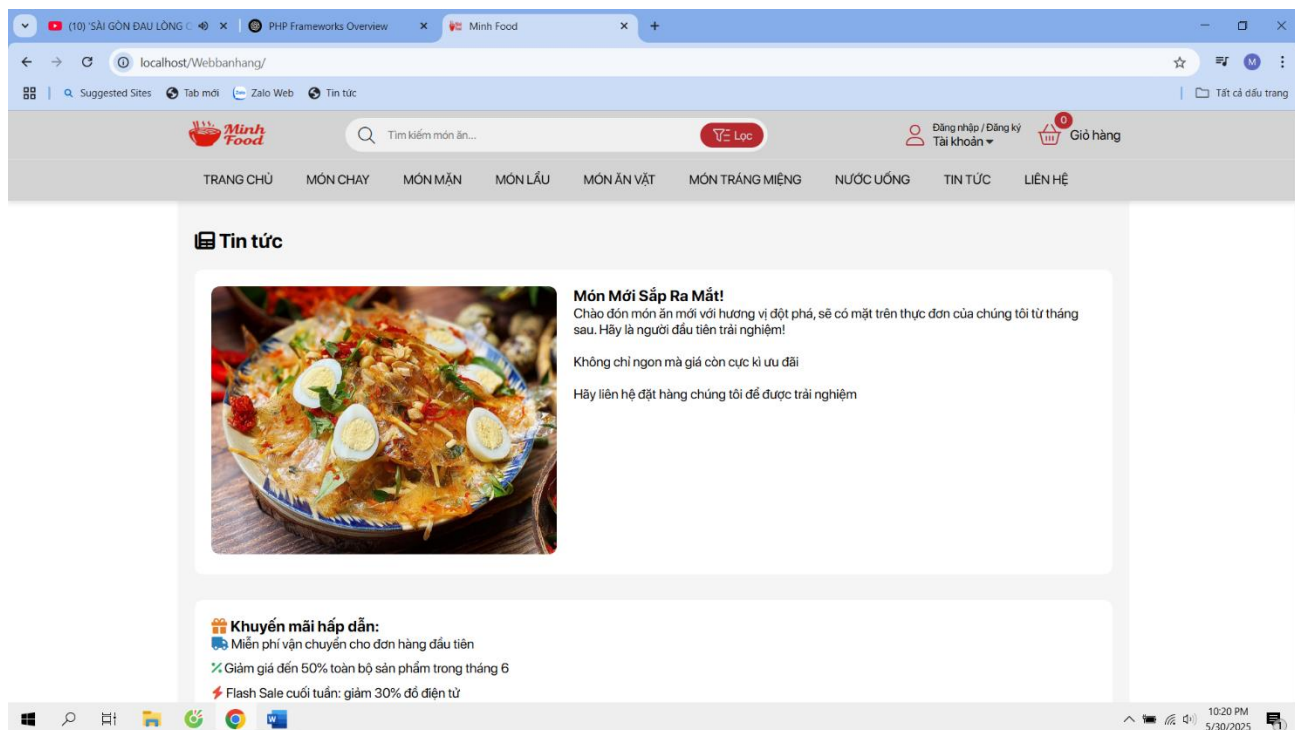 (10) 'SÀI GÒN ĐAU LÒNG C
PHP Frameworks Overview
Minh Food
localhost/Webbanhang/
Suggested Sites
Tab mới
Zalo Web
Tin tức
Tất cả dấu trang
Minh Food
Tìm kiếm món ăn...
Lọc
Đăng nhập / Đăng ký
Tài khoản
0
Giỏ hàng
TRANG CHỦ MÓN CHAY MÓN MẶN MÓN LẨU MÓN ĂN VẶT MÓN TRÁNG MIỆNG NƯỚC UỐNG TIN TỨC LIÊN HỆ
Tin tức
Món Mới Sắp Ra Mắt!
Chào đón món ăn mới với hương vị đột phá, sẽ có mặt trên thực đơn của chúng tôi từ tháng
sau. Hãy là người đầu tiên trải nghiệm!
Không chỉ ngon mà giá còn cực kì ưu đãi
Hãy liên hệ đặt hàng chúng tôi để được trải nghiệm
Khuyến mãi hấp dẫn:
Miễn phí vận chuyển cho đơn hàng đầu tiên
Giảm giá đến 50% toàn bộ sản phẩm trong tháng 6
Flash Sale cuối tuần: giảm 30% đồ điện tử
10:20 PM
5/30/2025